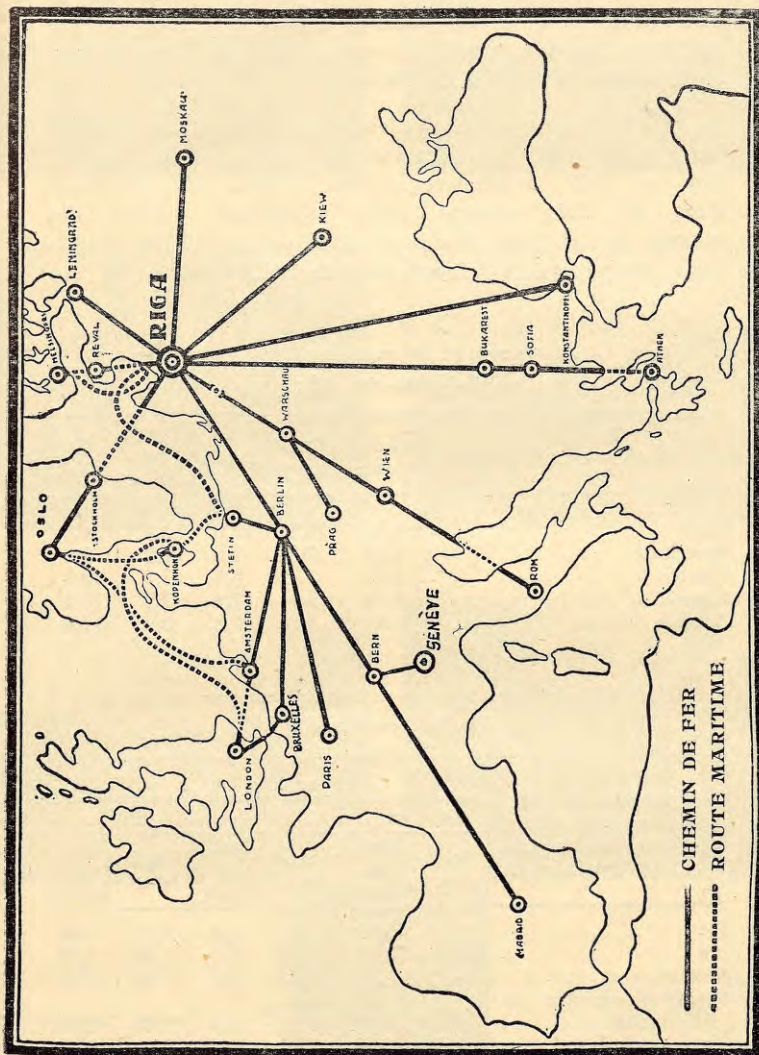 OSLO
HELSINGFORS
LENINGRAD
REVAL
STOCKHOLM
RIGA
MOSKAU
KOPENHGN
STETIN
LONDON
AMSTERDAM
BERLIN
WARSCHAU
KIEW
BRUXELLES
PARIS
PRAG
BERN
WIEN
GENÈVE
BUKAREST
SOFIA
MADRID
ROM
KONSTANTINOPEL
ATHEN
CHEMIN DE FER
ROUTE MARITIME